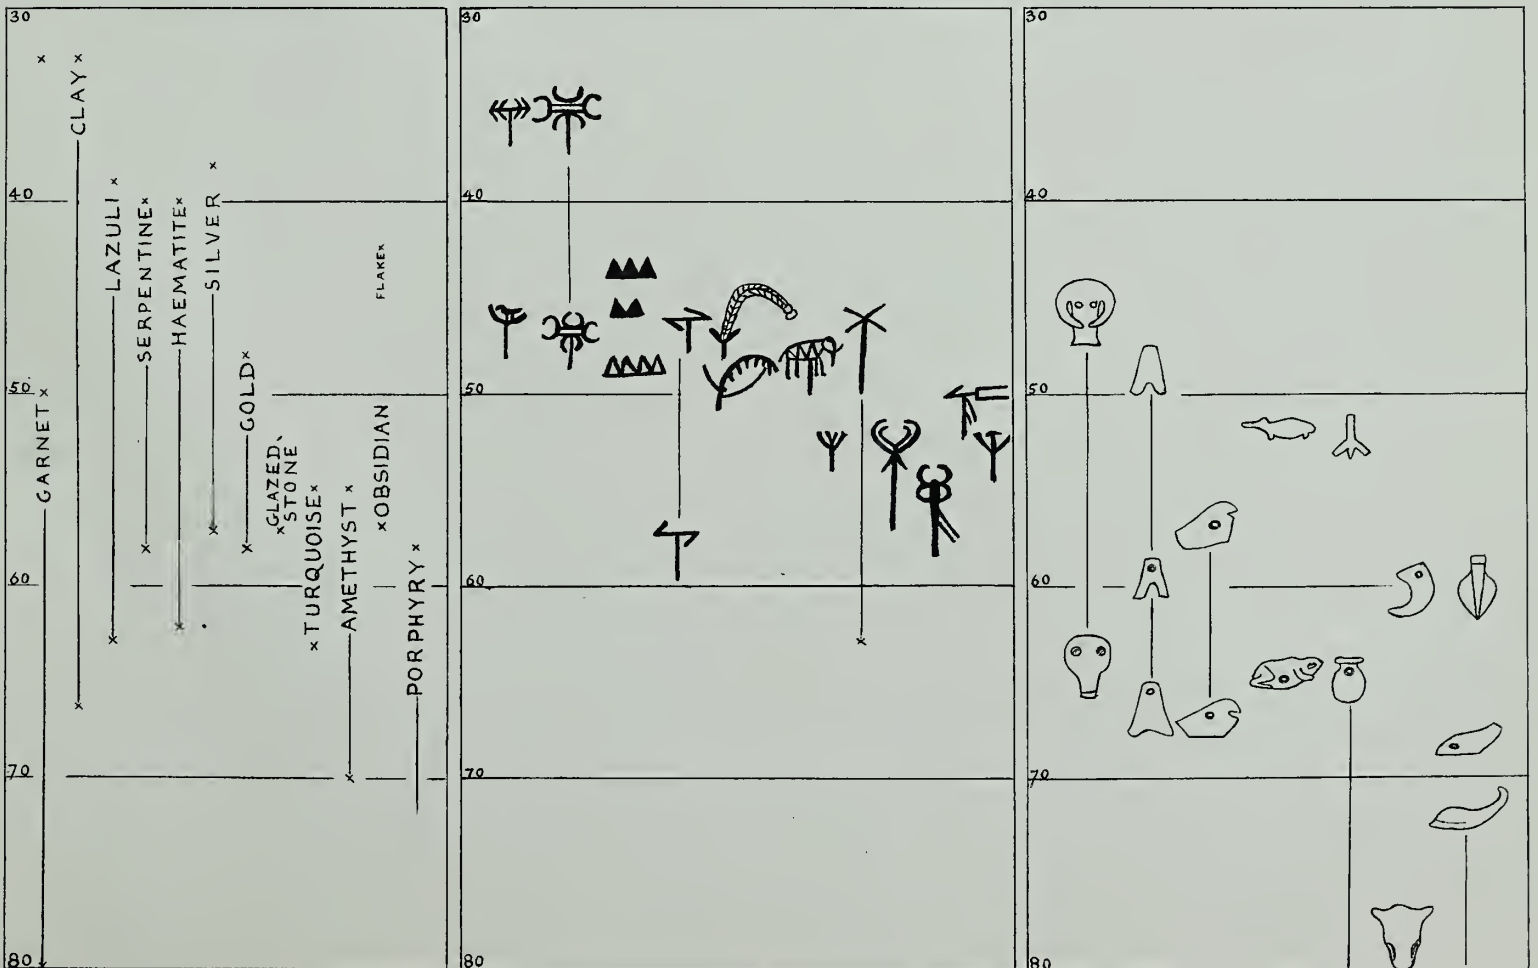 30
40
50
60
70
80
GARNET
CLAY
LAZULI
SERPENTINE
HAEMATITE
SILVER
GOLD
GLAZED
STONE
TURQUOISE
AMETHYST
FLAKE
OBSIDIAN
PORPHYRY
30
40
50
60
70
80
30
40
50
60
70
80